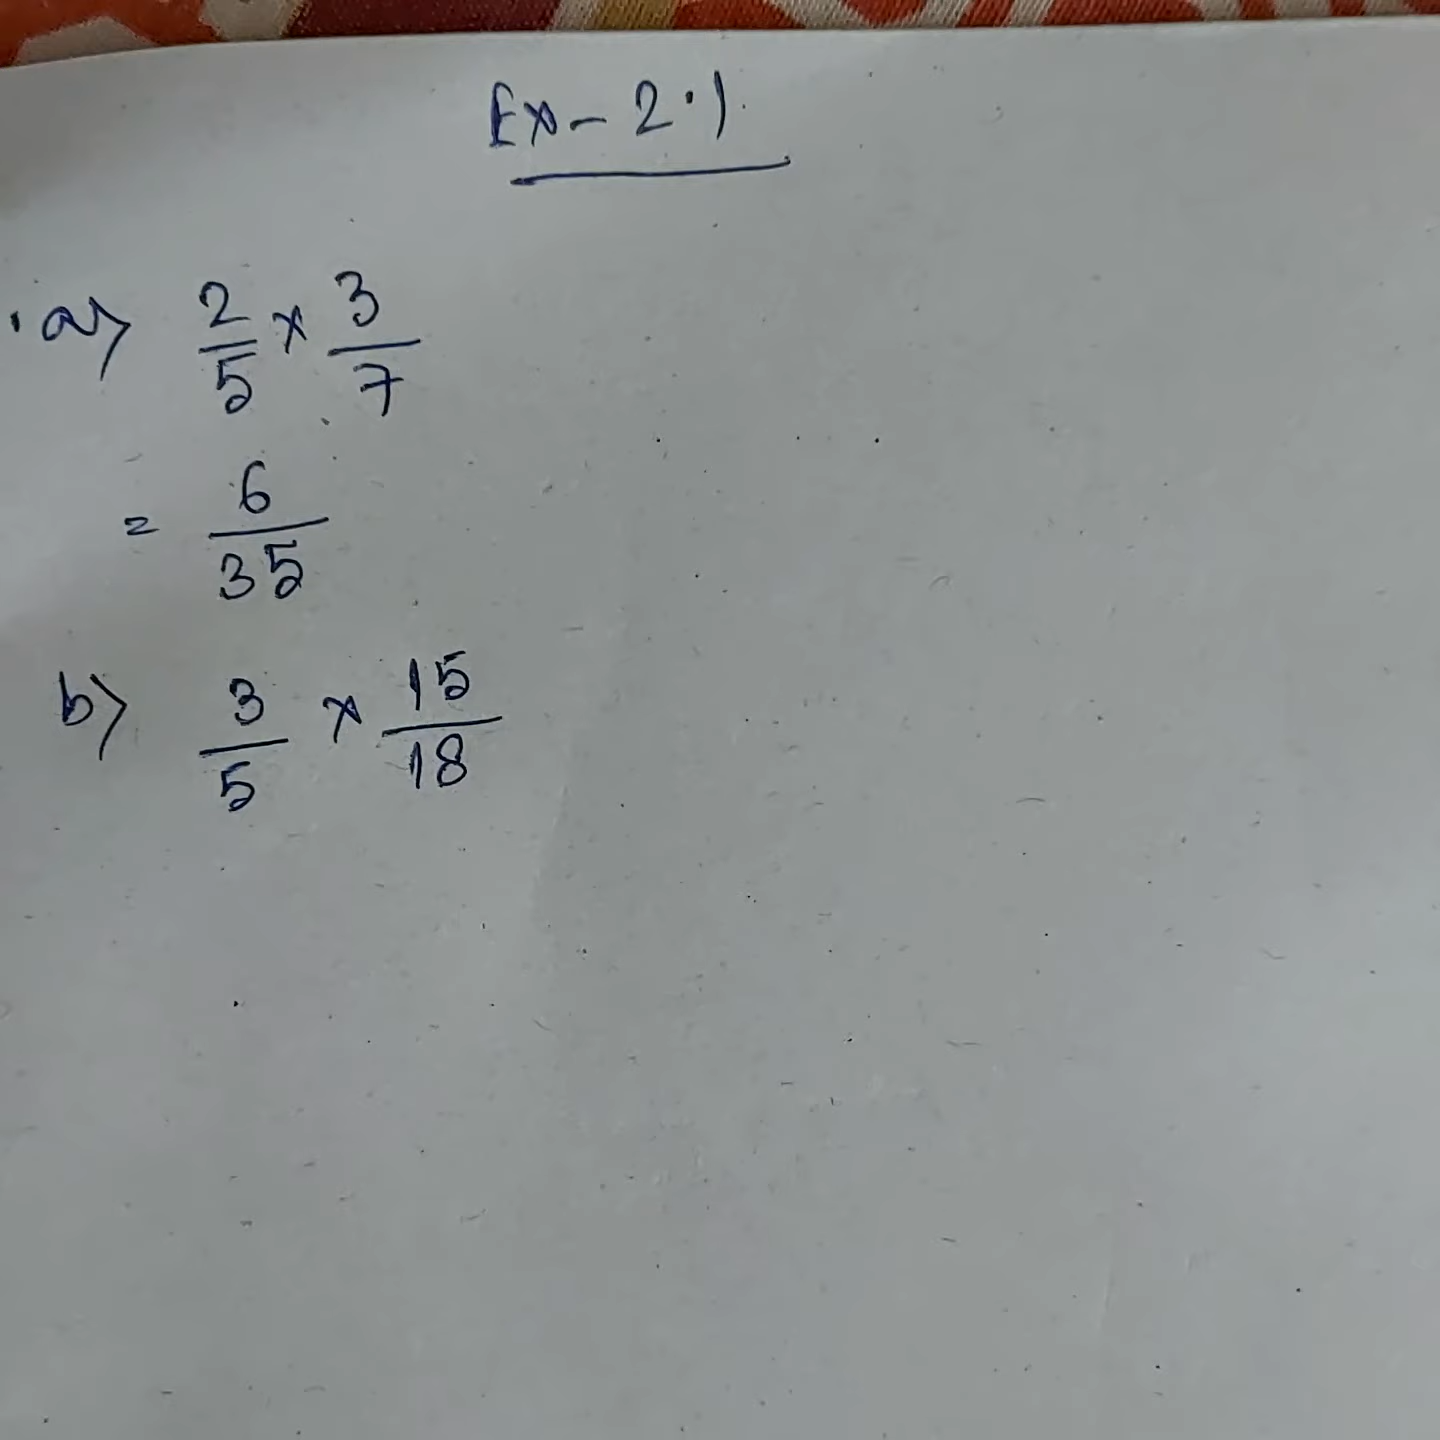 Ex - 2.1
a) 2/5 × 3/7
= 6/35
b) 3/5 × 15/18